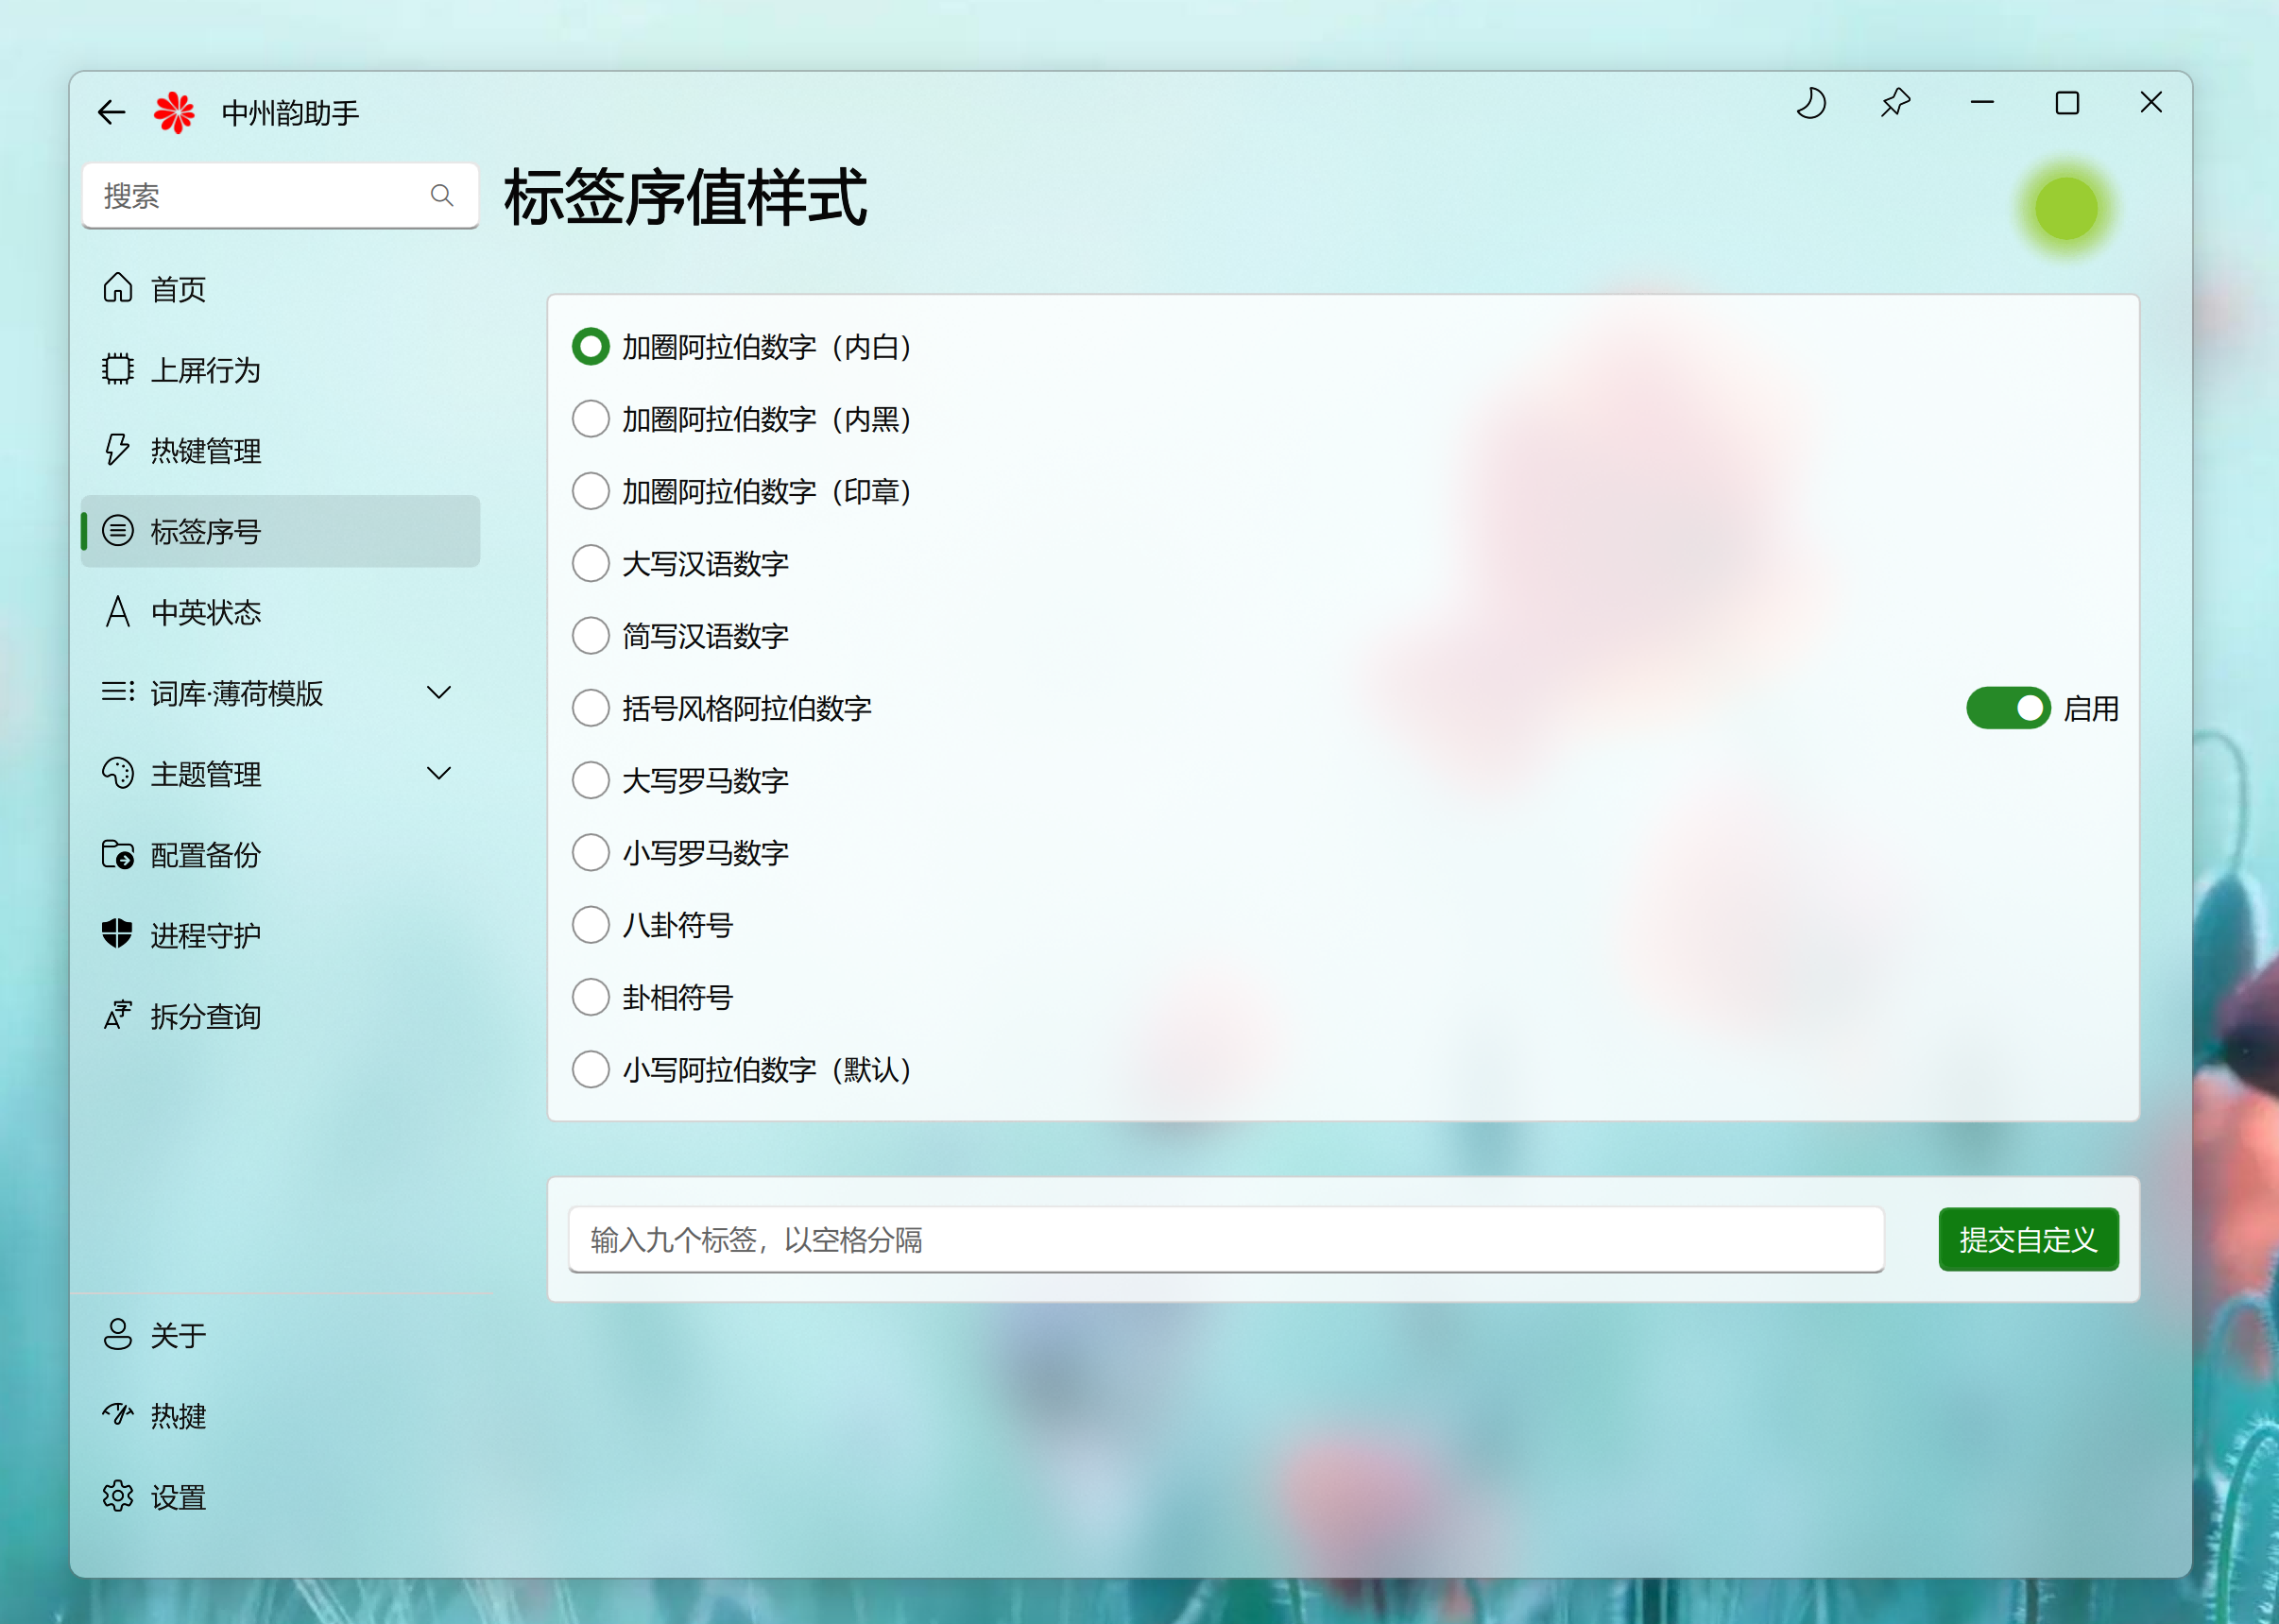 中州韵助手
搜索
标签序值样式
首页
上屏行为
热键管理
标签序号
中英状态
词库·薄荷模版
主题管理
配置备份
进程守护
拆分查询
关于
热揵
设置
加圈阿拉伯数字（内白）
加圈阿拉伯数字（内黑）
加圈阿拉伯数字（印章）
大写汉语数字
简写汉语数字
括号风格阿拉伯数字
启用
大写罗马数字
小写罗马数字
八卦符号
卦相符号
小写阿拉伯数字（默认）
输入九个标签，以空格分隔
提交自定义